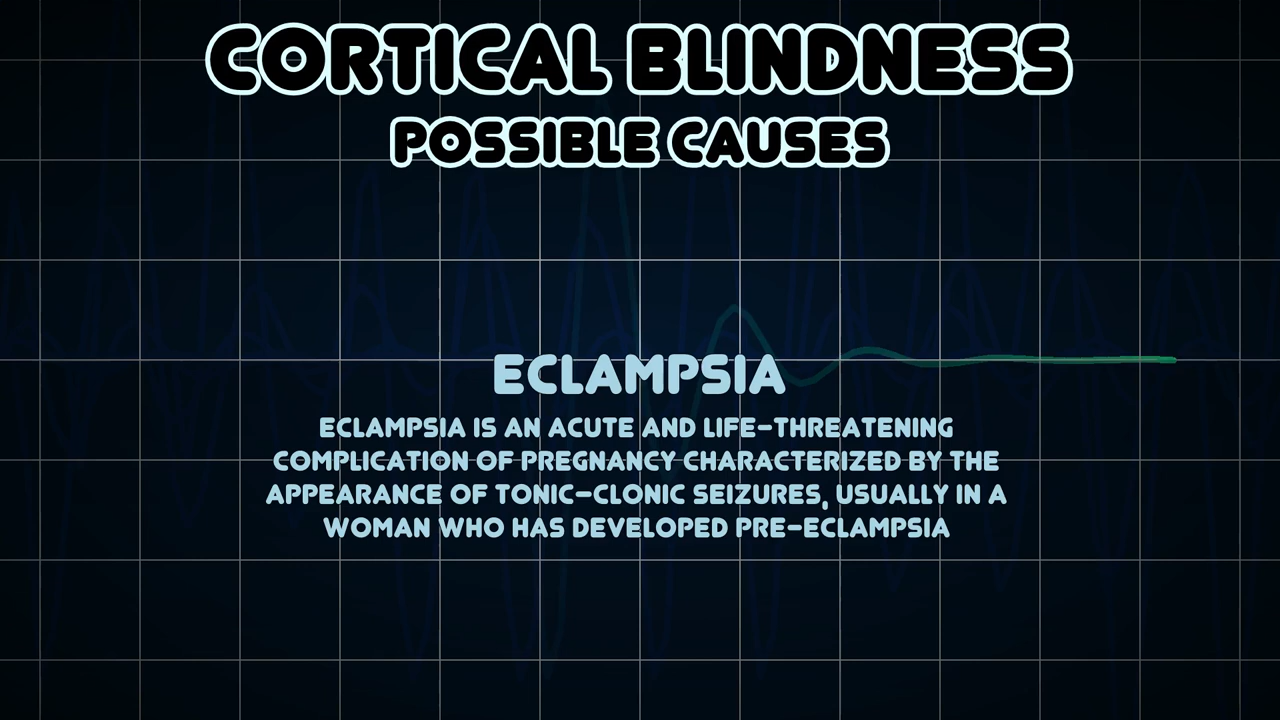 CORTICAL BLINDNESS
POSSIBLE CAUSES
ECLAMPSIA
ECLAMPSIA IS AN ACUTE AND LIFE-THREATENING
COMPLICATION OF PREGNANCY CHARACTERIZED BY THE
APPEARANCE OF TONIC-CLONIC SEIZURES, USUALLY IN A
WOMAN WHO HAS DEVELOPED PRE-ECLAMPSIA